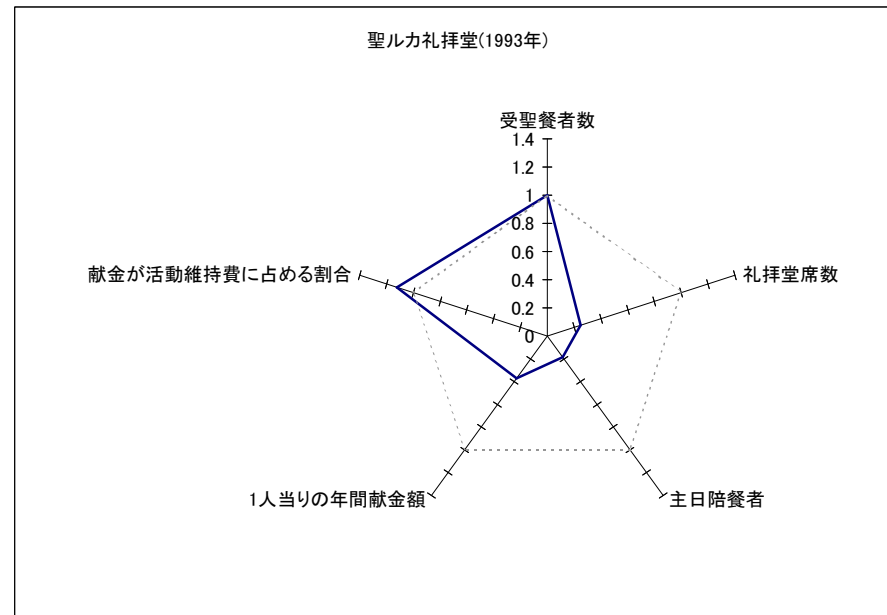 聖ルカ礼拝堂(1993年)
受聖餐者数
1.4
1.2
1
0.8
0.6
0.4
0.2
0
献金が活動維持費に占める割合
礼拝堂席数
1人当りの年間献金額
主日陪餐者